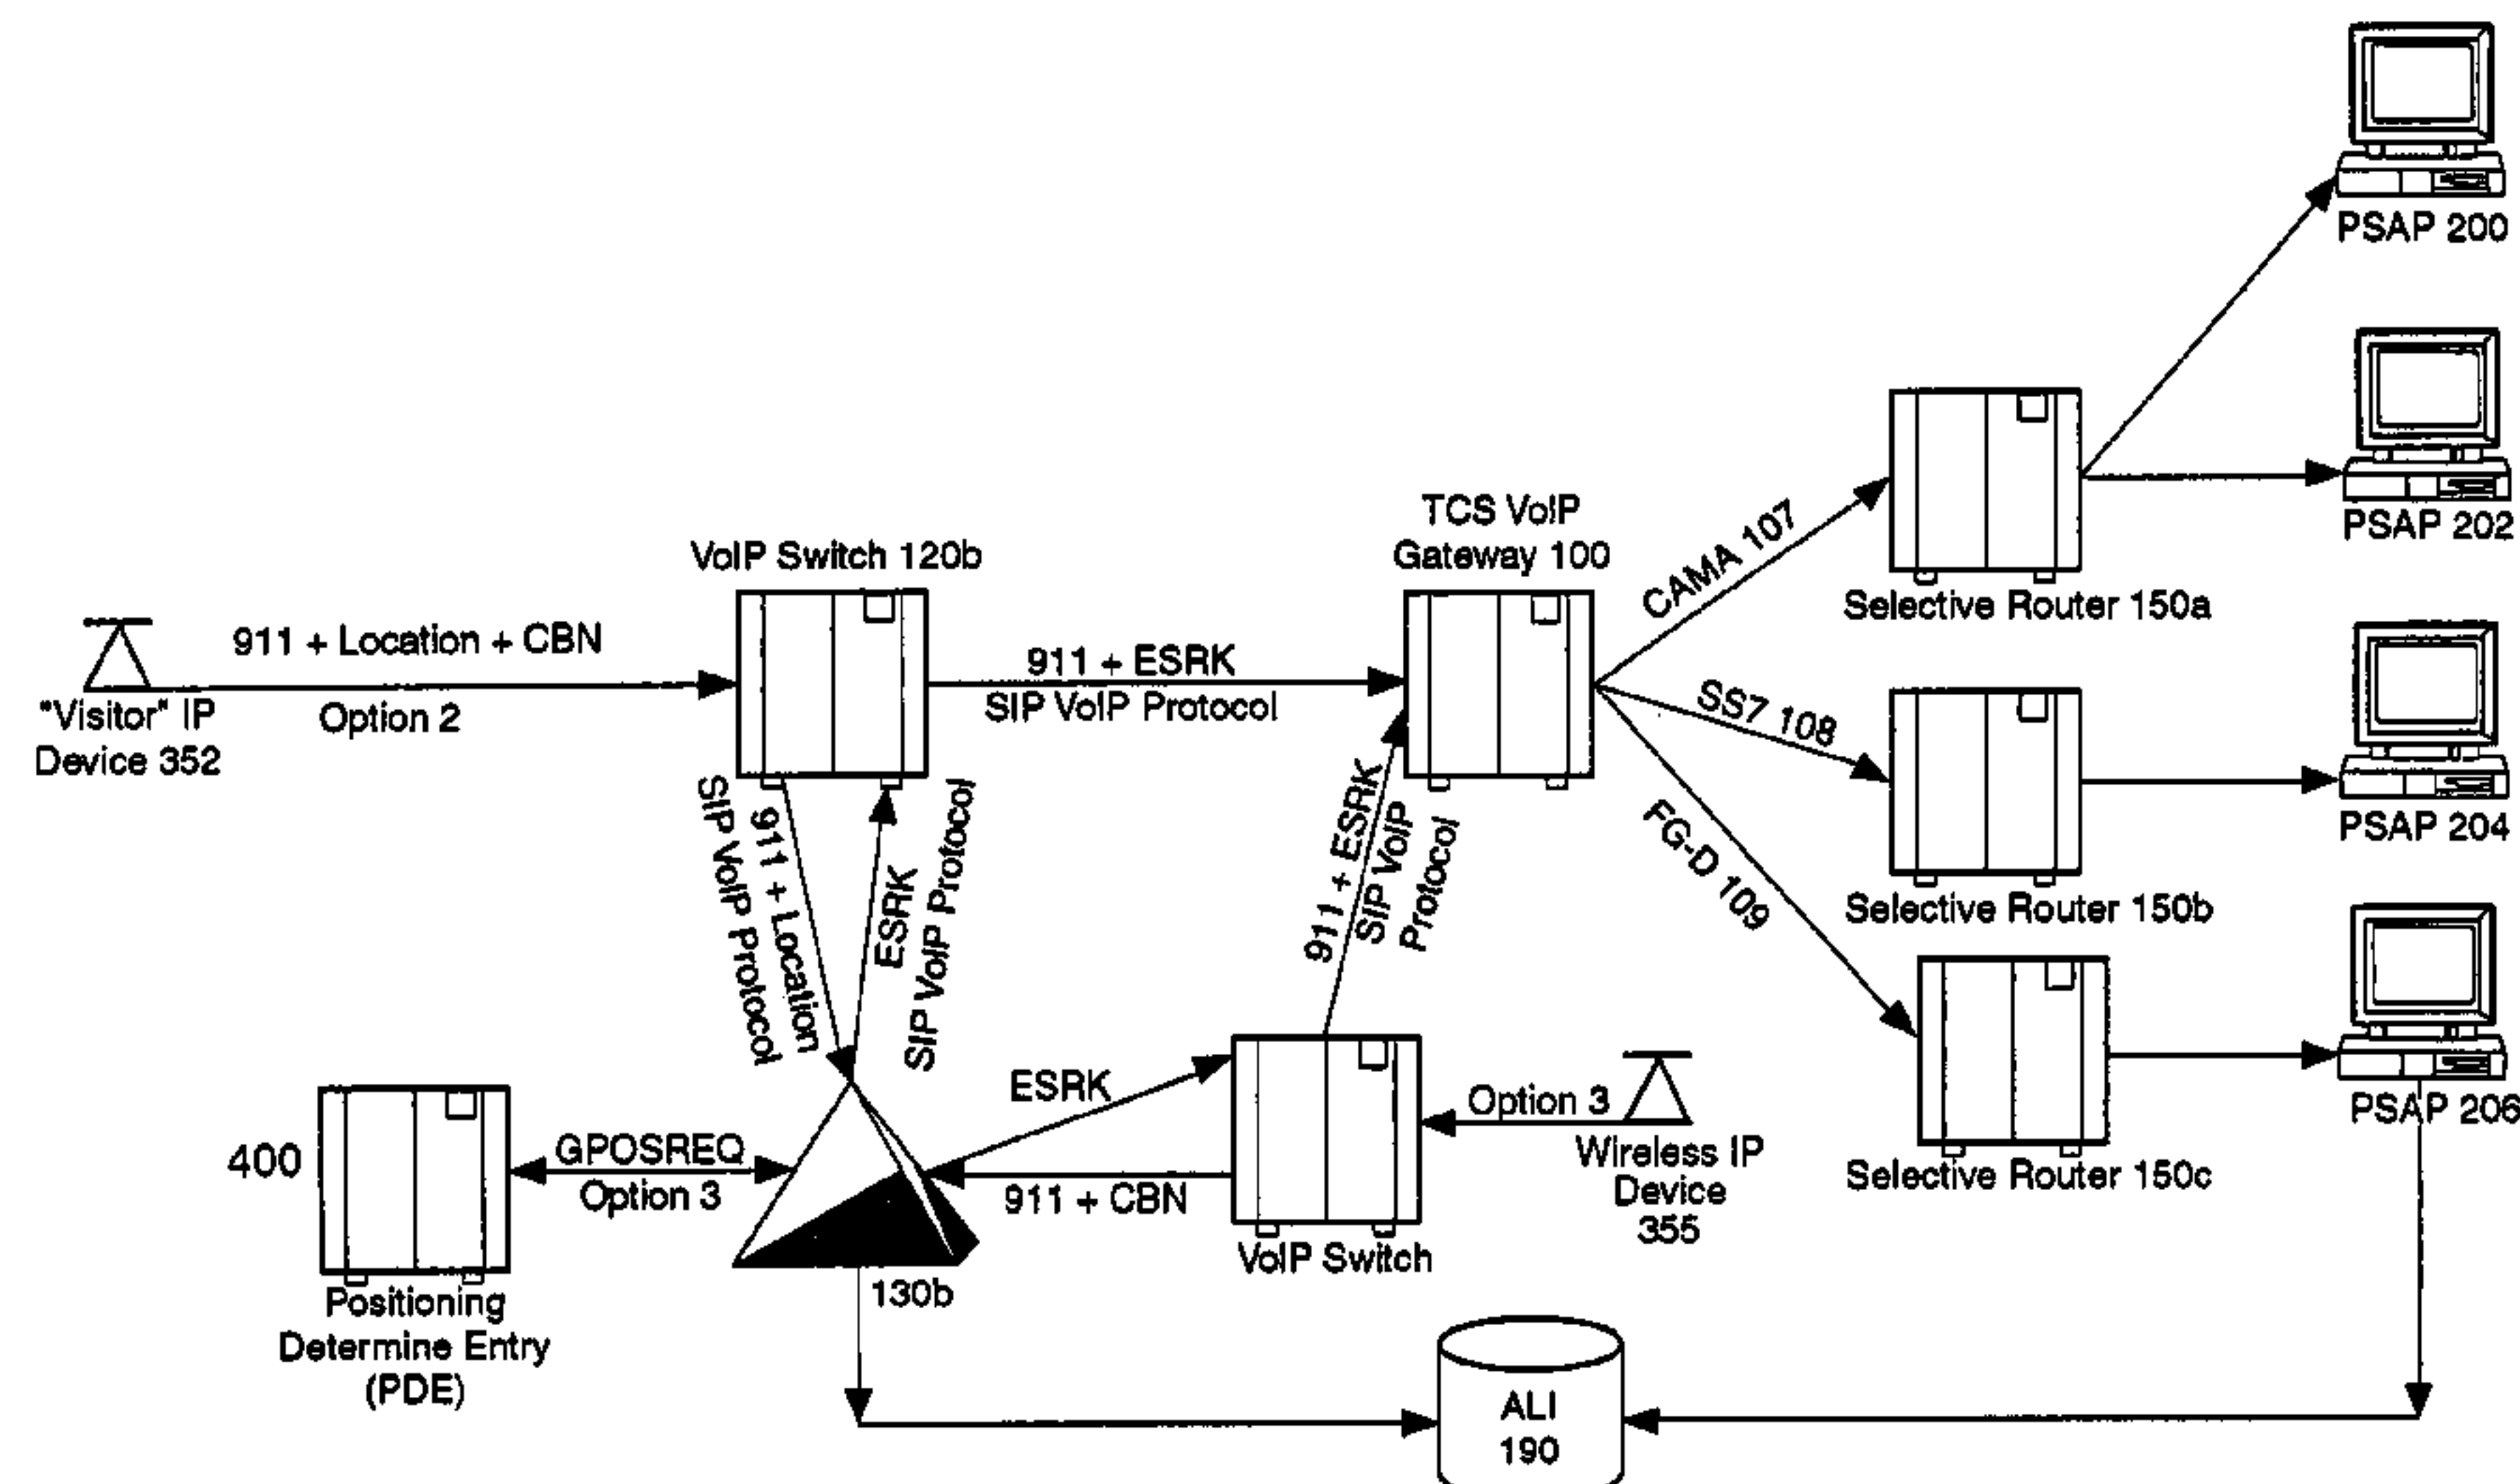 PSAP 200
PSAP 202
TCS VoIP
Gateway 100
CAMA 107
Selective Router 150a
VoIP Switch 120b
911 + Location + CBN
Option 2
"Visitor" IP
Device 352
911 + ESRK
SIP VoIP Protocol
SS7 108
PSAP 204
FG-D 109
Selective Router 150b
SIP VoIP Protocol
911 + Location
ESRK
SIP VoIP Protocol
911 + ESRK
SIP VoIP
Protocol
PSAP 206
ESRK
Option 3
Wireless IP
Device
355
Selective Router 150c
400
GPOSREQ
Option 3
911 + CBN
VoIP Switch
130b
Positioning
Determine Entry
(PDE)
ALI
190